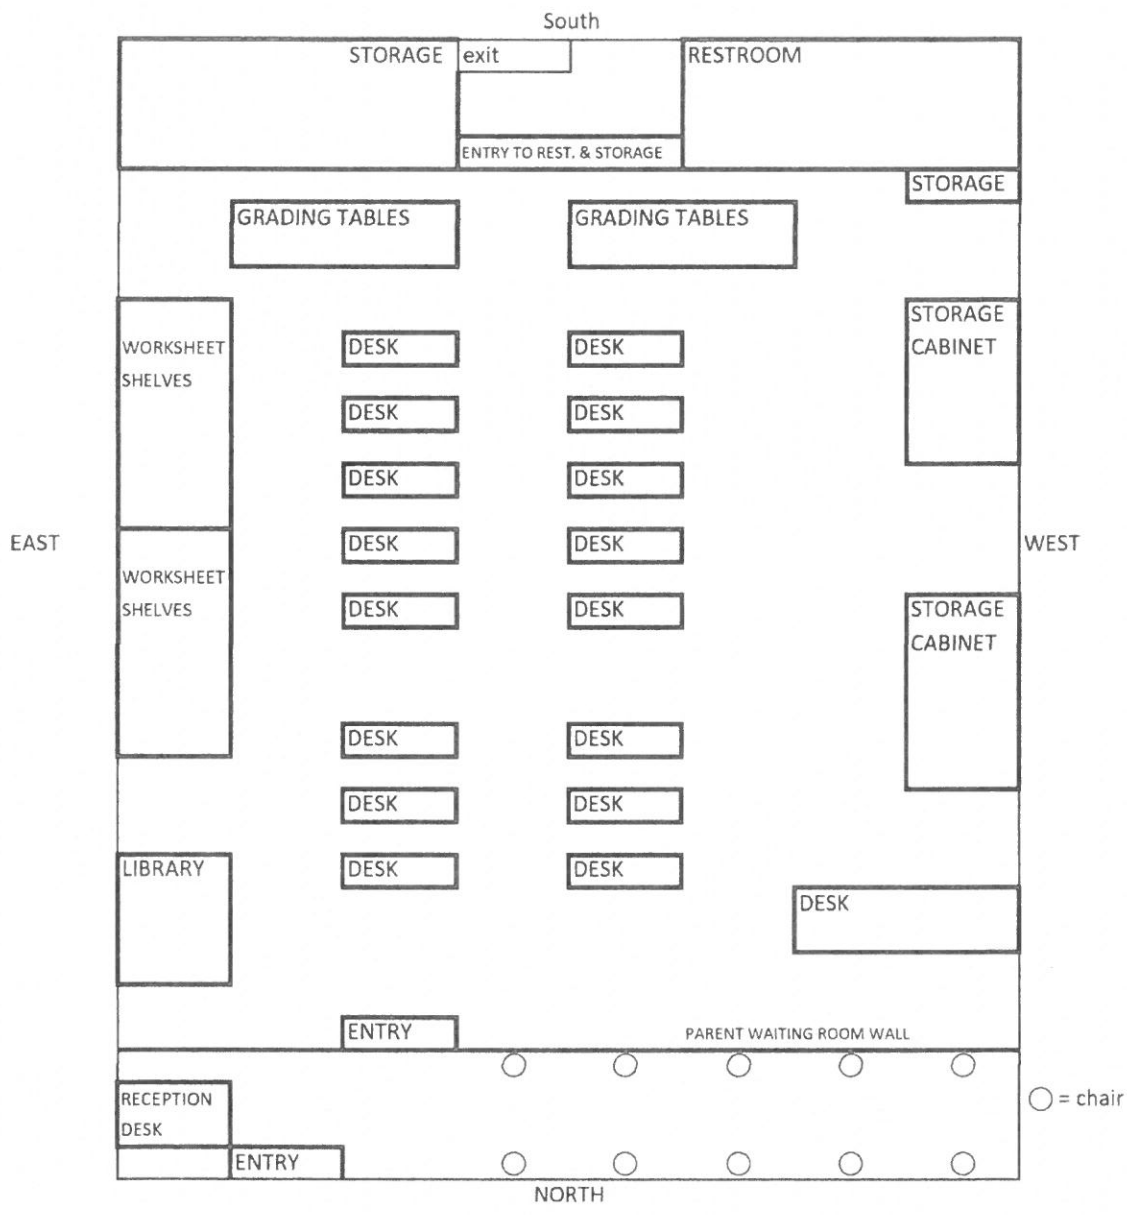 South
STORAGE
exit
RESTROOM
ENTRY TO REST. & STORAGE
STORAGE
GRADING TABLES
GRADING TABLES
STORAGE
CABINET
WORKSHEET
SHELVES
DESK
DESK
DESK
DESK
DESK
DESK
EAST
DESK
DESK
WEST
WORKSHEET
SHELVES
DESK
DESK
STORAGE
CABINET
DESK
DESK
DESK
DESK
LIBRARY
DESK
DESK
DESK
ENTRY
PARENT WAITING ROOM WALL
RECEPTION
DESK
= chair
ENTRY
NORTH